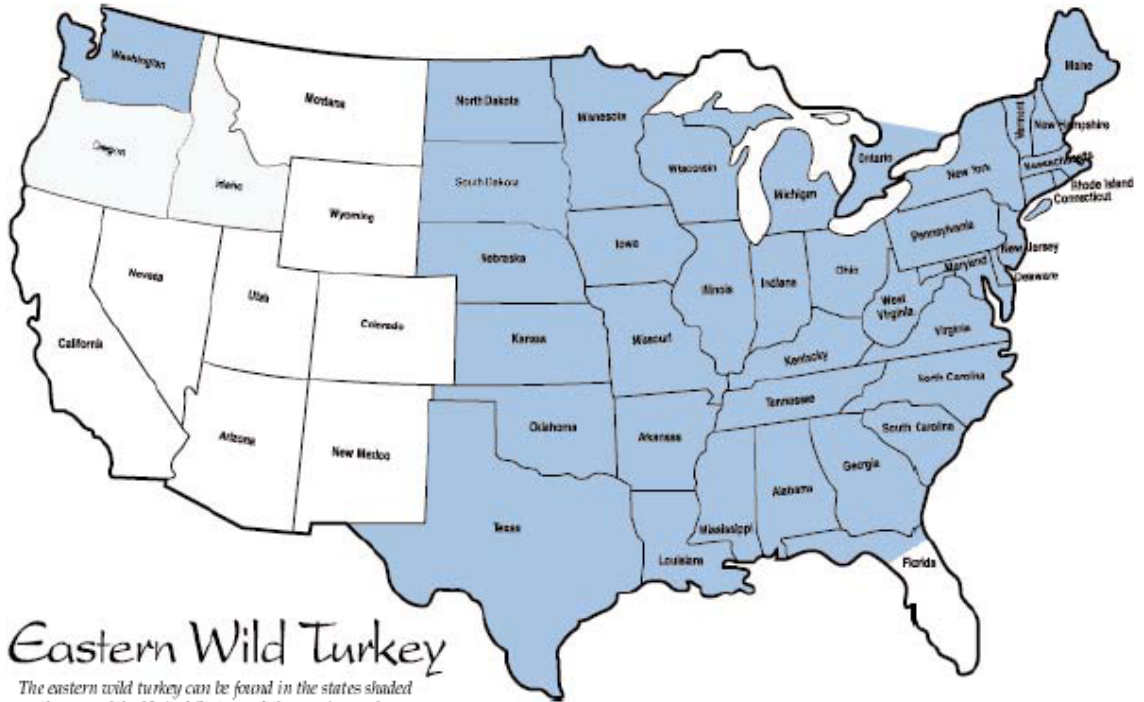 Washington
Montana
North Dakota
Minnesota
Maine
Vermont
New Hampshire
Oregon
Idaho
Wisconsin
Ontario
Massachusetts
New York
South Dakota
Michigan
Rhode Island
Connecticut
Wyoming
Pennsylvania
Iowa
New Jersey
Nebraska
Ohio
Maryland
Delaware
Nevada
Utah
Illinois
Indiana
West
Virginia
Colorado
Virginia
California
Kansas
Missouri
Kentucky
North Carolina
Tennessee
Oklahoma
Arkansas
South Carolina
Arizona
New Mexico
Georgia
Alabama
Texas
Mississippi
Louisiana
Florida
Eastern Wild Turkey
The eastern wild turkey can be found in the states shaded